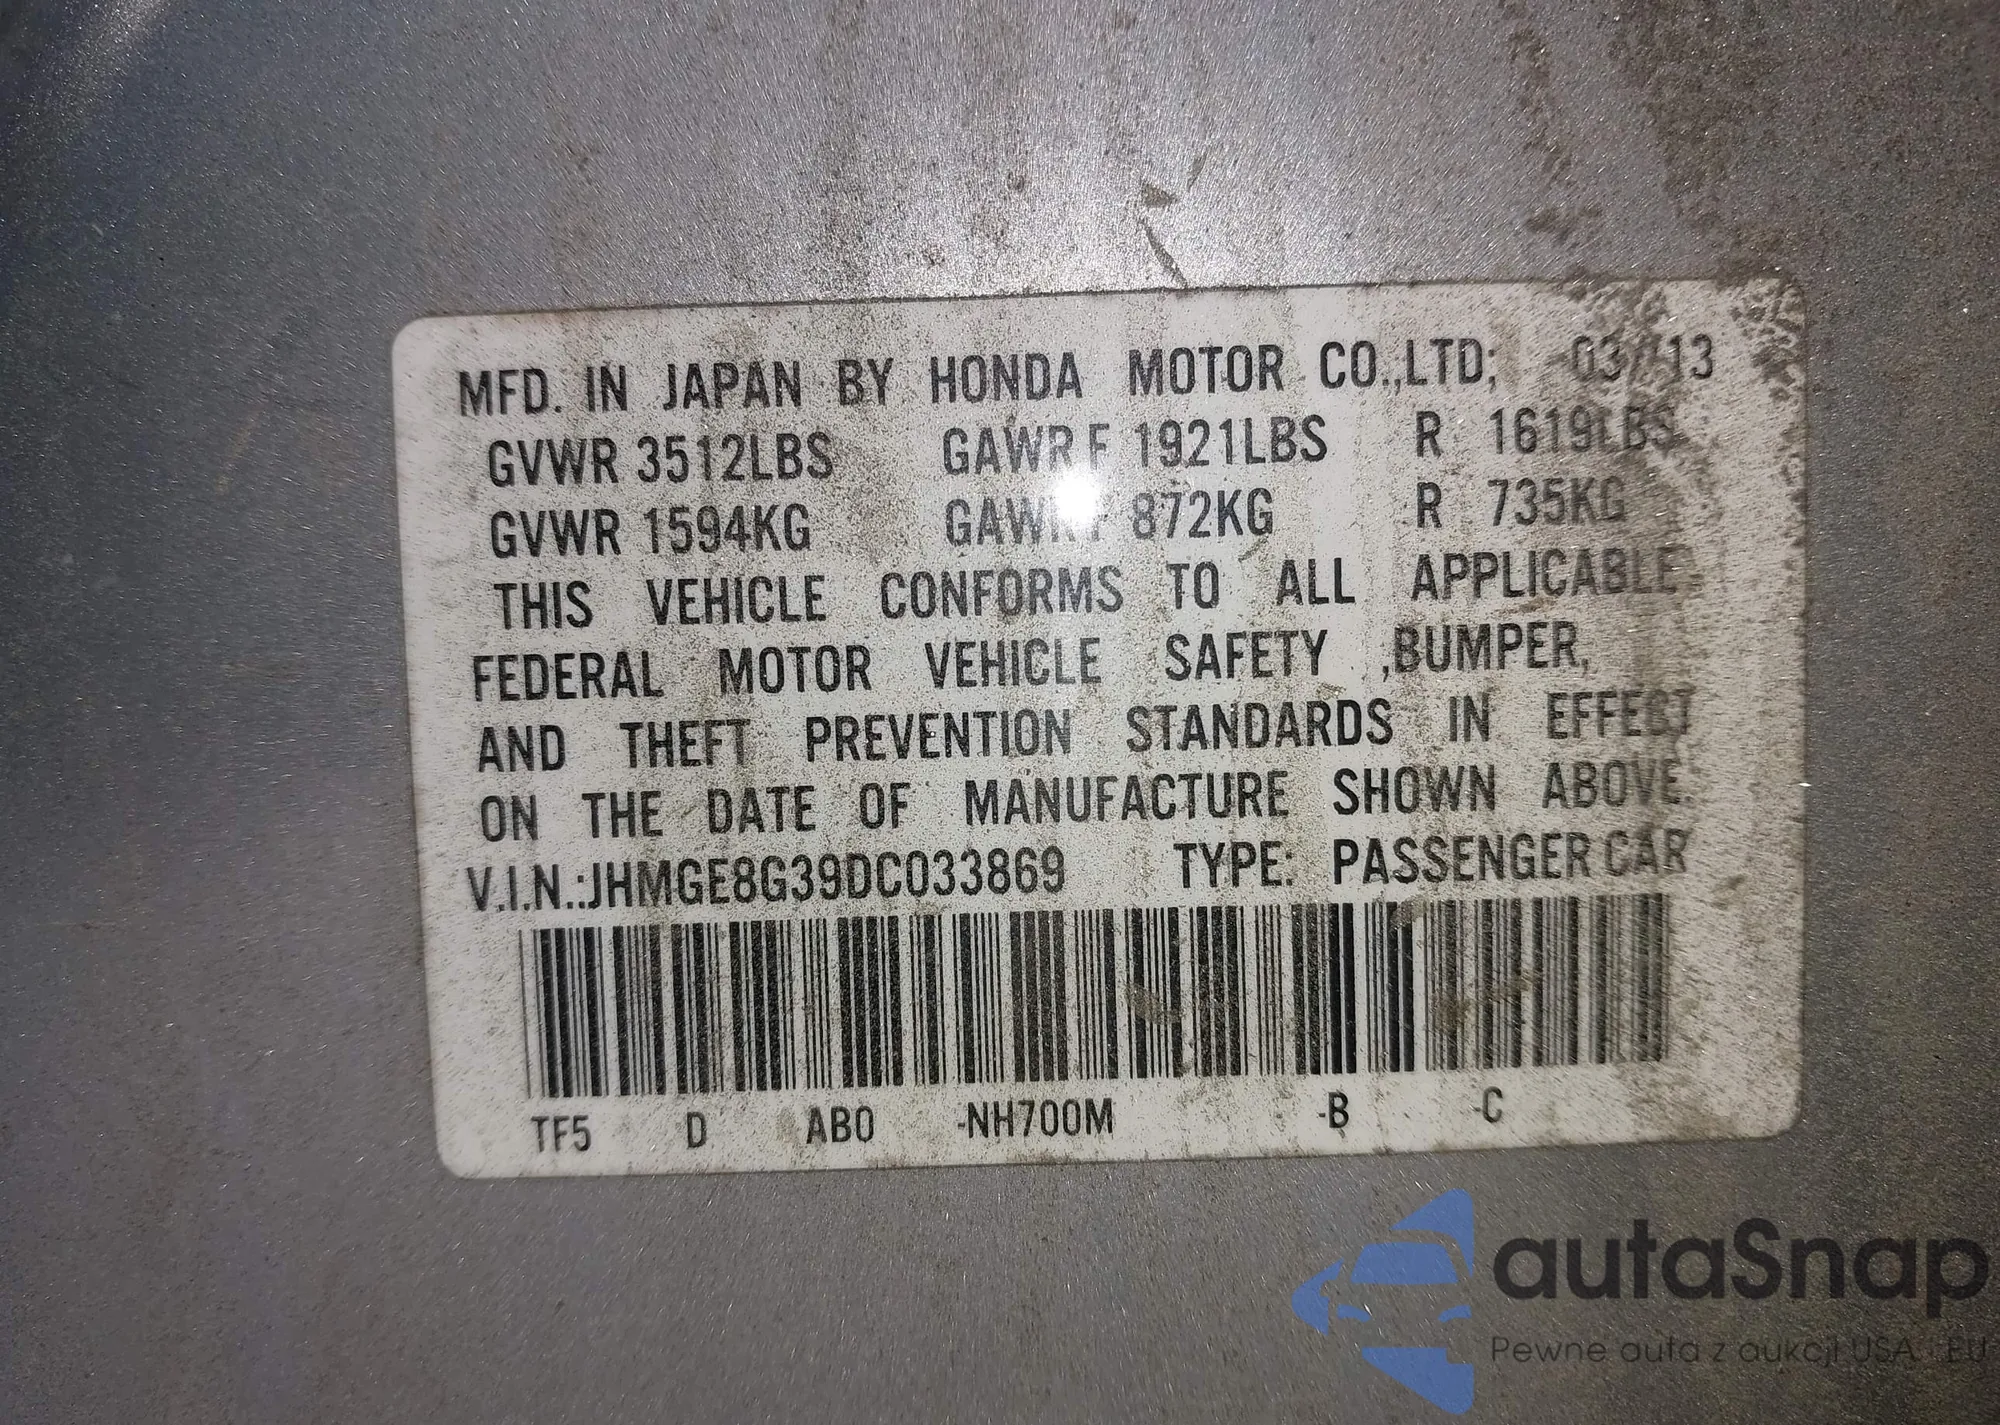 MFD. IN JAPAN BY HONDA MOTOR CO.,LTD; 03/13
GVWR 3512LBS GAWR F 1921LBS R 1619LBS
GVWR 1594KG GAWR F 872KG R 735KG
THIS VEHICLE CONFORMS TO ALL APPLICABLE
FEDERAL MOTOR VEHICLE SAFETY ,BUMPER,
AND THEFT PREVENTION STANDARDS IN EFFECT
ON THE DATE OF MANUFACTURE SHOWN ABOVE.
V.I.N.:JHMGE8G39DC033869 TYPE: PASSENGER CAR
TF5 D AB0 -NH700M -B -C
autaSnap
Pewne auta z aukcji USA i EU